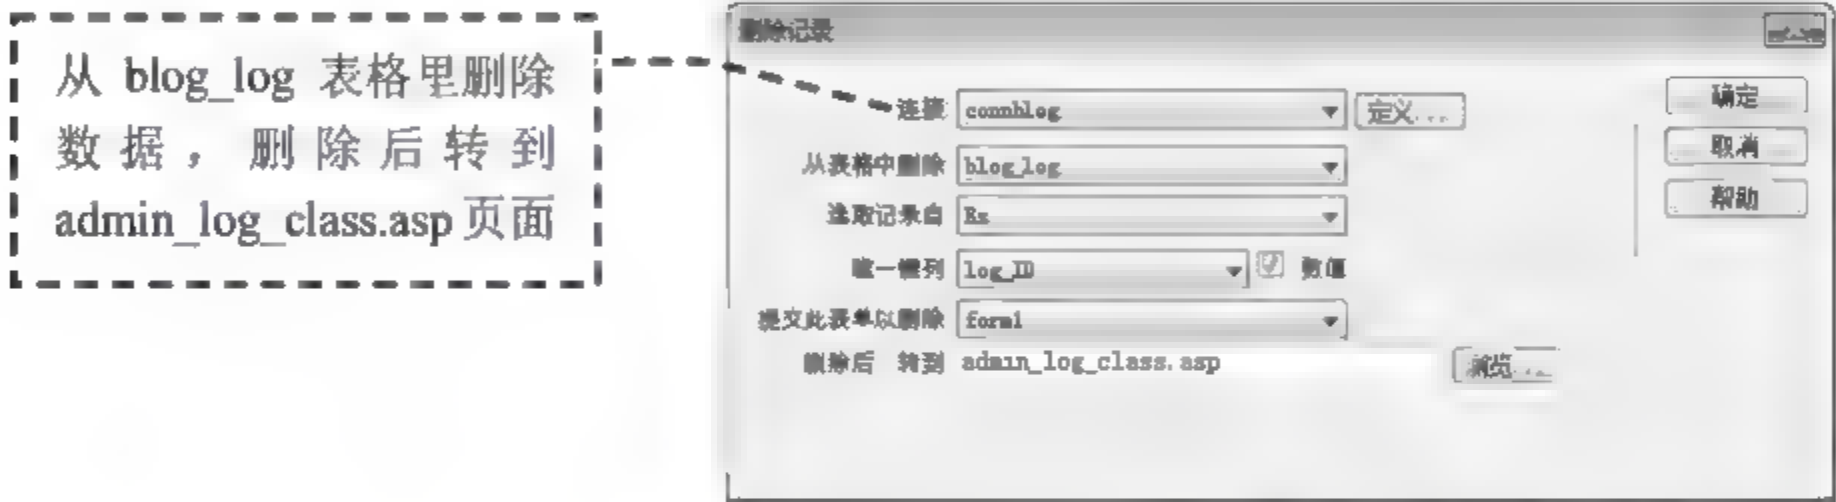 从 blog_log 表格里删除
数据，删除后转到
admin_log_class.asp 页面
删除记录
连接 connblog 定义... 确定
从表格中删除 blog_log 取消
选取记录自 Rs 帮助
唯一键列 log_ID 数值
提交此表单以删除 form1
删除后 转到 admin_log_class.asp 浏览...